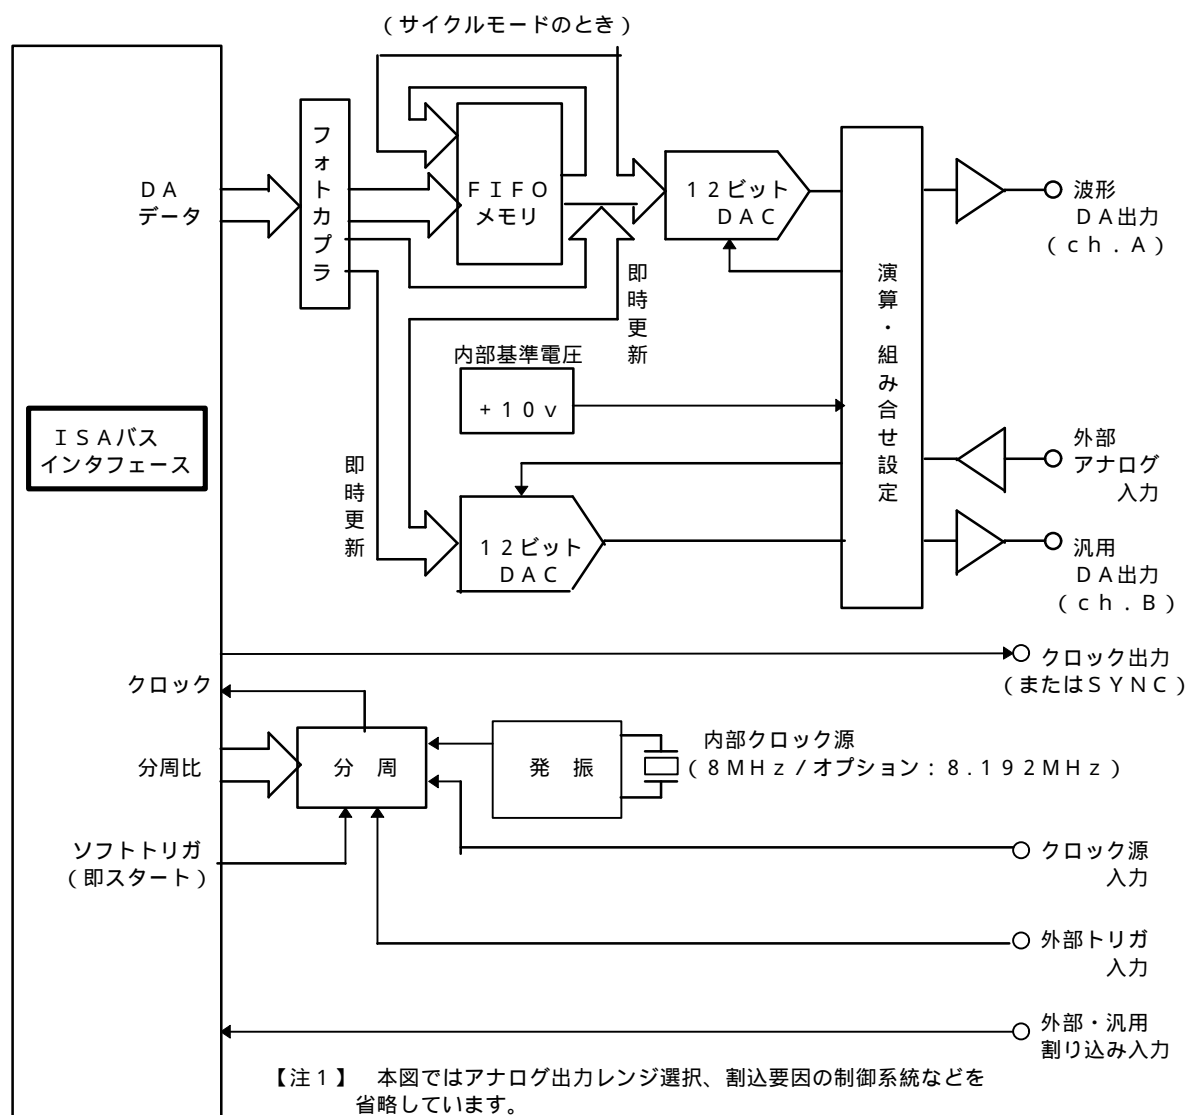 (サイクルモードのとき)
フォトカプラ
DA
データ
FIFO
メモリ
12ビット
DAC
波形
DA出力
(ch.A)
即時更新
演算・組み合せ設定
内部基準電圧
+10v
ISAバス
インタフェース
外部
アナログ
入力
即時更新
12ビット
DAC
汎用
DA出力
(ch.B)
クロック出力
(またはSYNC)
クロック
分周比
分 周
発 振
内部クロック源
(8MHz/オプション:8.192MHz)
ソフトトリガ
(即スタート)
クロック源
入力
外部トリガ
入力
外部・汎用
割り込み入力
【注1】 本図ではアナログ出力レンジ選択、割込要因の制御系統などを
省略しています。